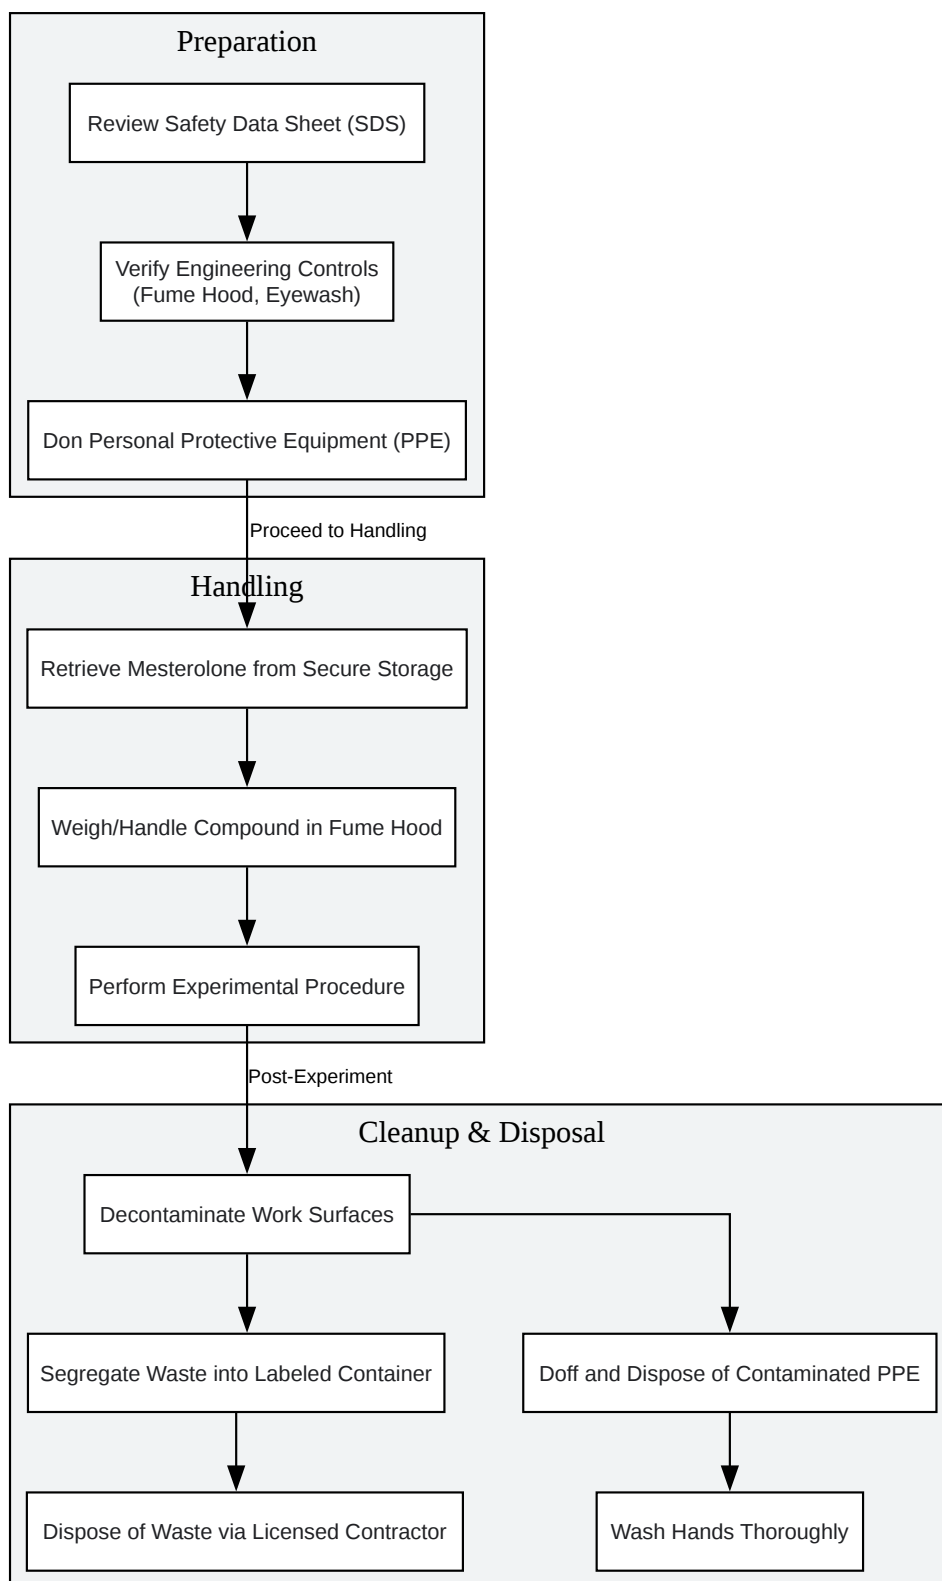 Preparation
Review Safety Data Sheet (SDS)
Verify Engineering Controls
(Fume Hood, Eyewash)
Don Personal Protective Equipment (PPE)
Proceed to Handling
Handling
Retrieve Mesterolone from Secure Storage
Weigh/Handle Compound in Fume Hood
Perform Experimental Procedure
Post-Experiment
Cleanup & Disposal
Decontaminate Work Surfaces
Segregate Waste into Labeled Container
Doff and Dispose of Contaminated PPE
Dispose of Waste via Licensed Contractor
Wash Hands Thoroughly